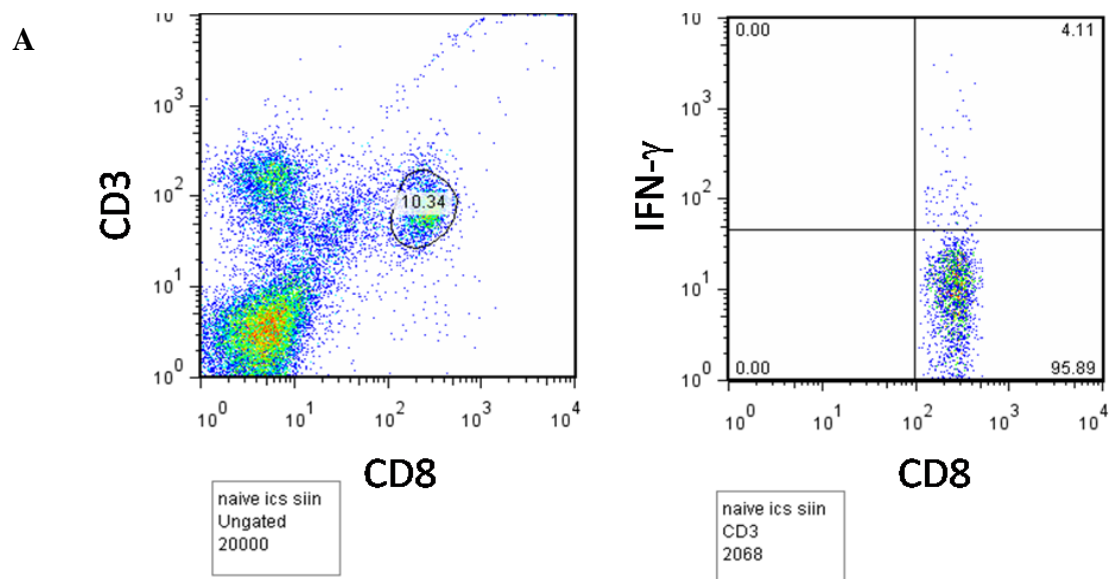 A
10
10³
10²
10¹
10⁰
CD3
10.34
10⁰ 10¹ 10² 10³ 10⁴
CD8
naive ics siin
Ungated
20000
10
10³
10²
10¹
10⁰
IFN-γ
0.00 4.11
0.00 95.89
10⁰ 10¹ 10² 10³ 10⁴
CD8
naive ics siin
CD3
2068